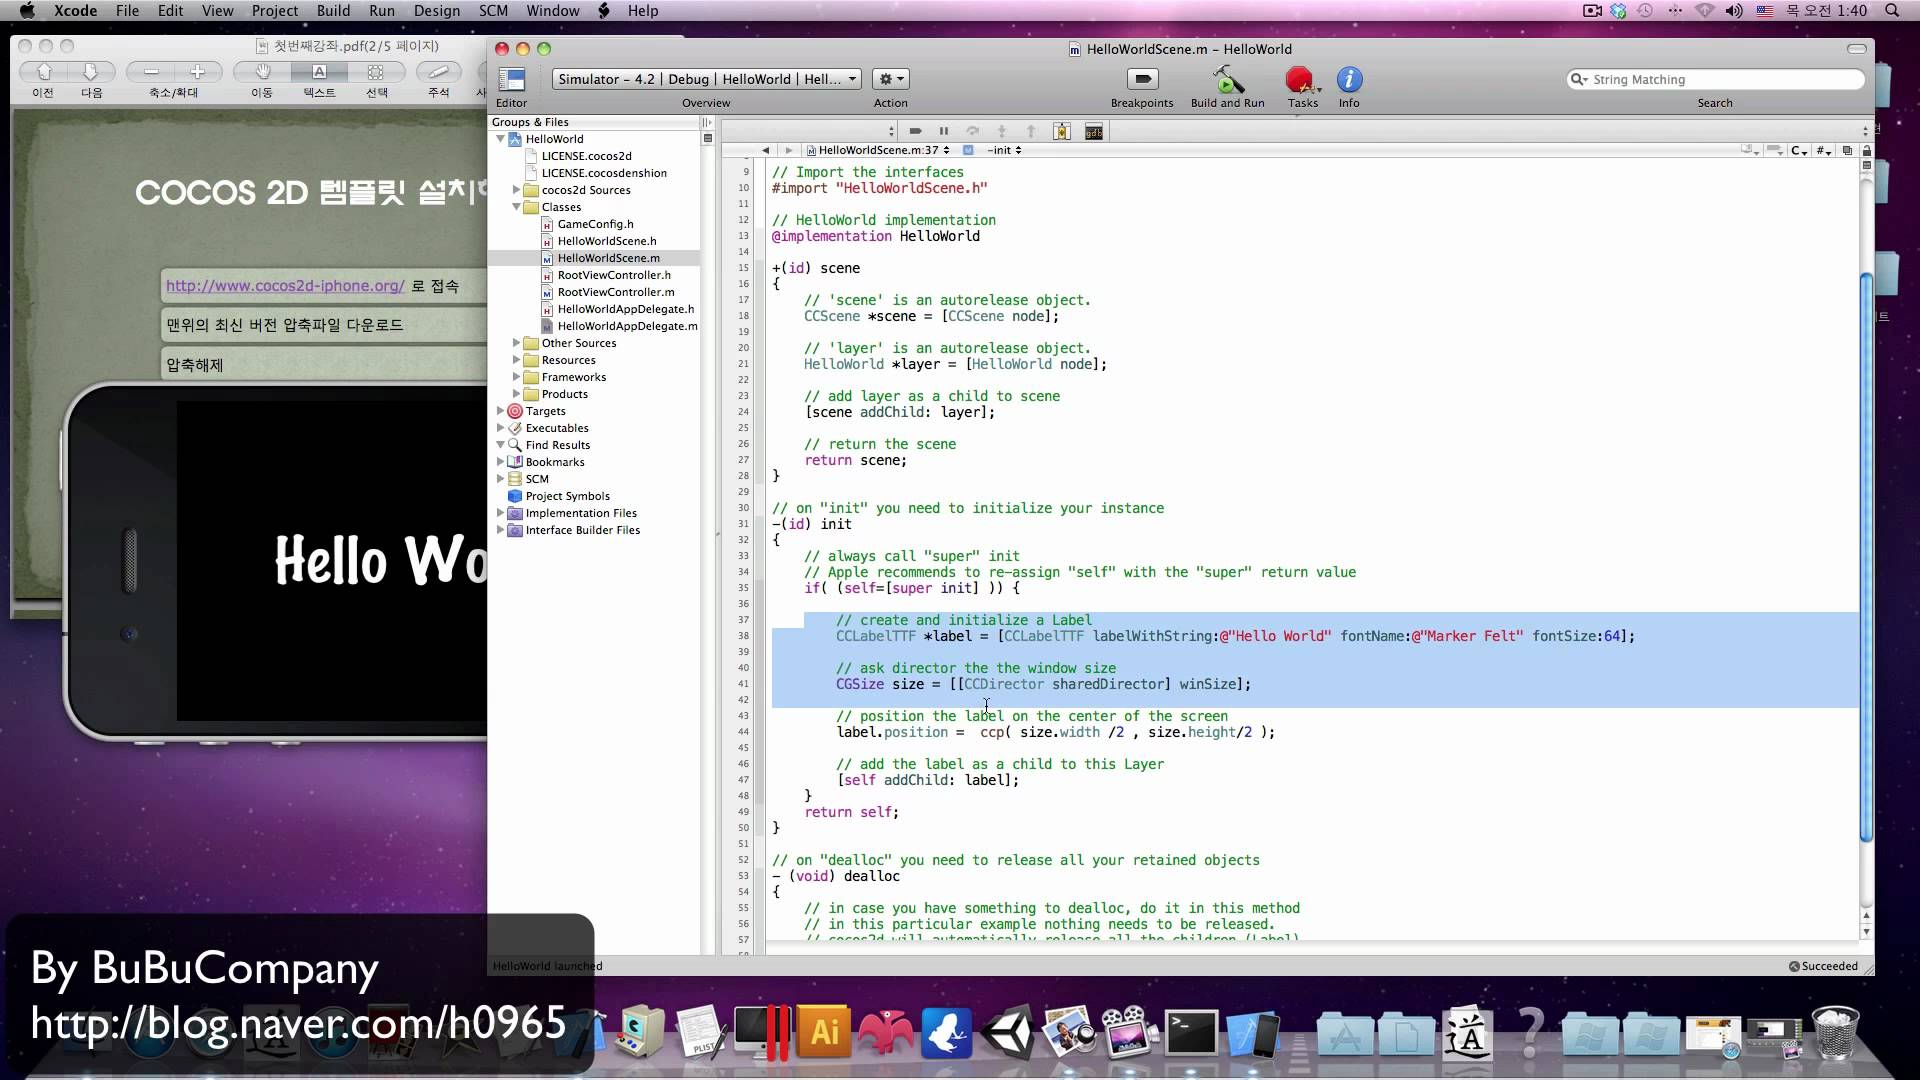 Xcode File Edit View Project Build Run Design SCM Window Help
목 오전 1:40
첫번째강좌.pdf(2/5 페이지)
이전 다음 축소/확대 이동 텍스트 선택 주석
COCOS 2D 템플릿 설치
http://www.cocos2d-iphone.org/ 로 접속
맨위의 최신 버전 압축파일 다운로드
압축해제
Hello Wo
HelloWorldScene.m - HelloWorld
Simulator - 4.2 | Debug | HelloWorld | Hell...
String Matching
Editor Overview Action Breakpoints Build and Run Tasks Info Search
Groups & Files
HelloWorld
LICENSE.cocos2d
LICENSE.cocosdenshion
cocos2d Sources
Classes
GameConfig.h
HelloWorldScene.h
HelloWorldScene.m
RootViewController.h
RootViewController.m
HelloWorldAppDelegate.h
HelloWorldAppDelegate.m
Other Sources
Resources
Frameworks
Products
Targets
Executables
Find Results
Bookmarks
SCM
Project Symbols
Implementation Files
Interface Builder Files
gdb
HelloWorldScene.m:37 -init
C, #,
9 // Import the interfaces
10 #import "HelloWorldScene.h"
11
12 // HelloWorld implementation
13 @implementation HelloWorld
14
15 +(id) scene
16 {
17 // 'scene' is an autorelease object.
18 CCScene *scene = [CCScene node];
19
20 // 'layer' is an autorelease object.
21 HelloWorld *layer = [HelloWorld node];
22
23 // add layer as a child to scene
24 [scene addChild: layer];
25
26 // return the scene
27 return scene;
28 }
29
30 // on "init" you need to initialize your instance
31 -(id) init
32 {
33 // always call "super" init
34 // Apple recommends to re-assign "self" with the "super" return value
35 if( (self=[super init] )) {
36
37 // create and initialize a Label
38 CCLabelTTF *label = [CCLabelTTF labelWithString:@"Hello World" fontName:@"Marker Felt" fontSize:64];
39
40 // ask director the the window size
41 CGSize size = [[CCDirector sharedDirector] winSize];
42
43 // position the label on the center of the screen
44 label.position = ccp( size.width /2 , size.height/2 );
45
46 // add the label as a child to this Layer
47 [self addChild: label];
48 }
49 return self;
50 }
51
52 // on "dealloc" you need to release all your retained objects
53 - (void) dealloc
54 {
55 // in case you have something to dealloc, do it in this method
56 // in this particular example nothing needs to be released.
57 // cocos2d will automatically release all the children (Label)
HelloWorld launched
Succeeded
By BuBuCompany
http://blog.naver.com/h0965
PLIST
Ai